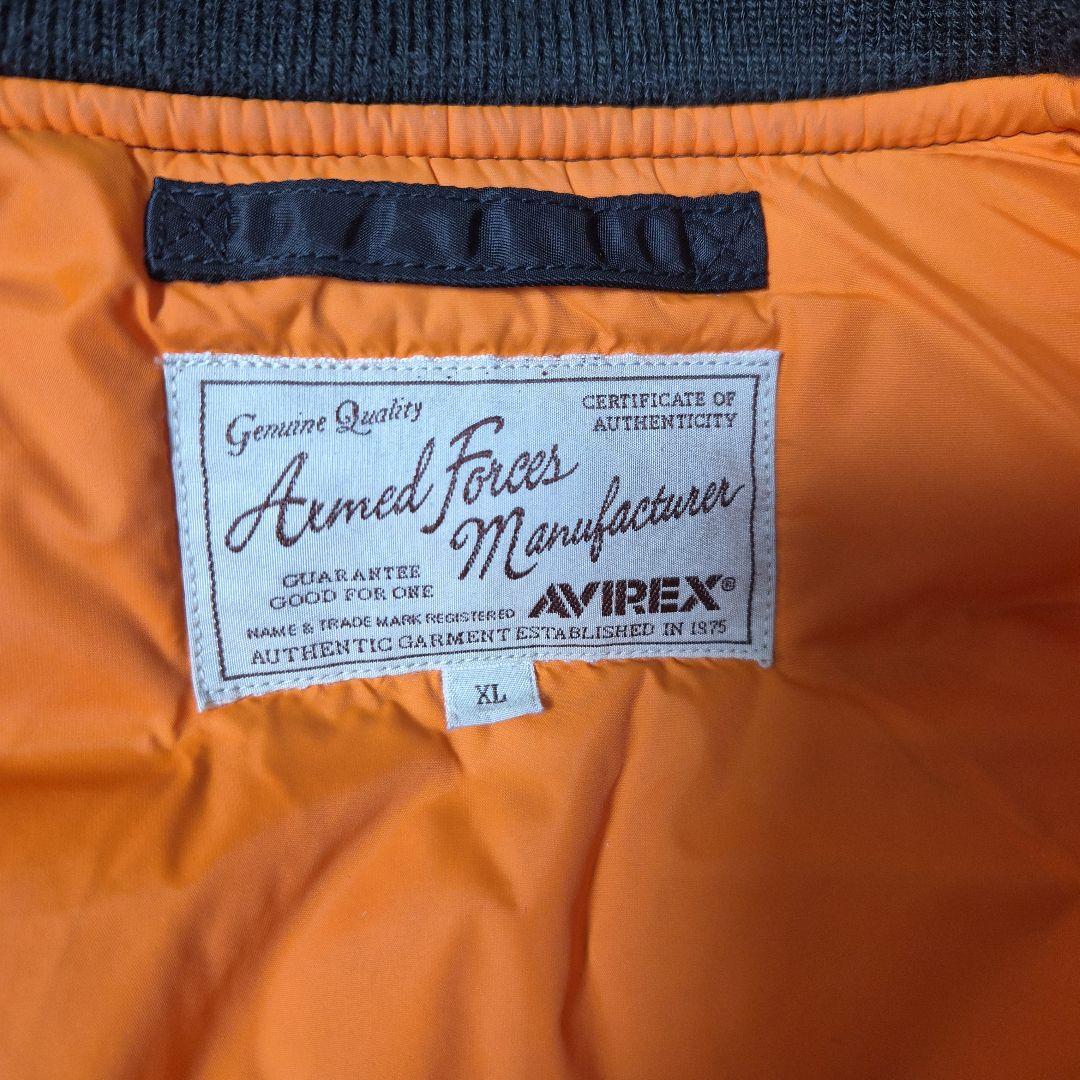 Genuine Quality
CERTIFICATE OF
AUTHENTICITY
Armed Forces
Manufacturer
GUARANTEE
GOOD FOR ONE
AVIREX®
NAME & TRADE MARK REGISTERED
AUTHENTIC GARMENT ESTABLISHED IN 1975
XL